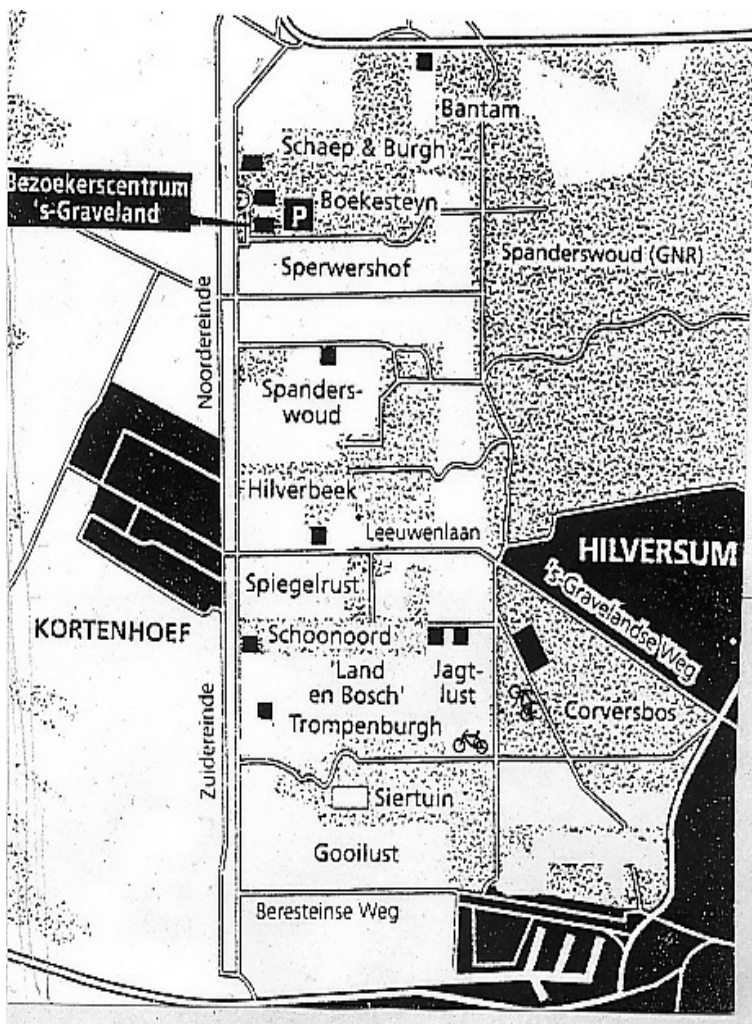 Bantam
Schaep & Burgh
Bezoekerscentrum
's-Graveland
P
Boekesteyn
Sperwershof
Spanderswoud (GNR)
Noordereinde
Spanders-
woud
Hilverbeek
Leeuwenlaan
HILVERSUM
's-Gravelandse Weg
Spiegelrust
KORTENHOEF
Schoonoord
'Land
en Bosch'
Jagt-
lust
Corversbos
Trompenburgh
Zuidereinde
Siertuin
Gooilust
Beresteinse Weg